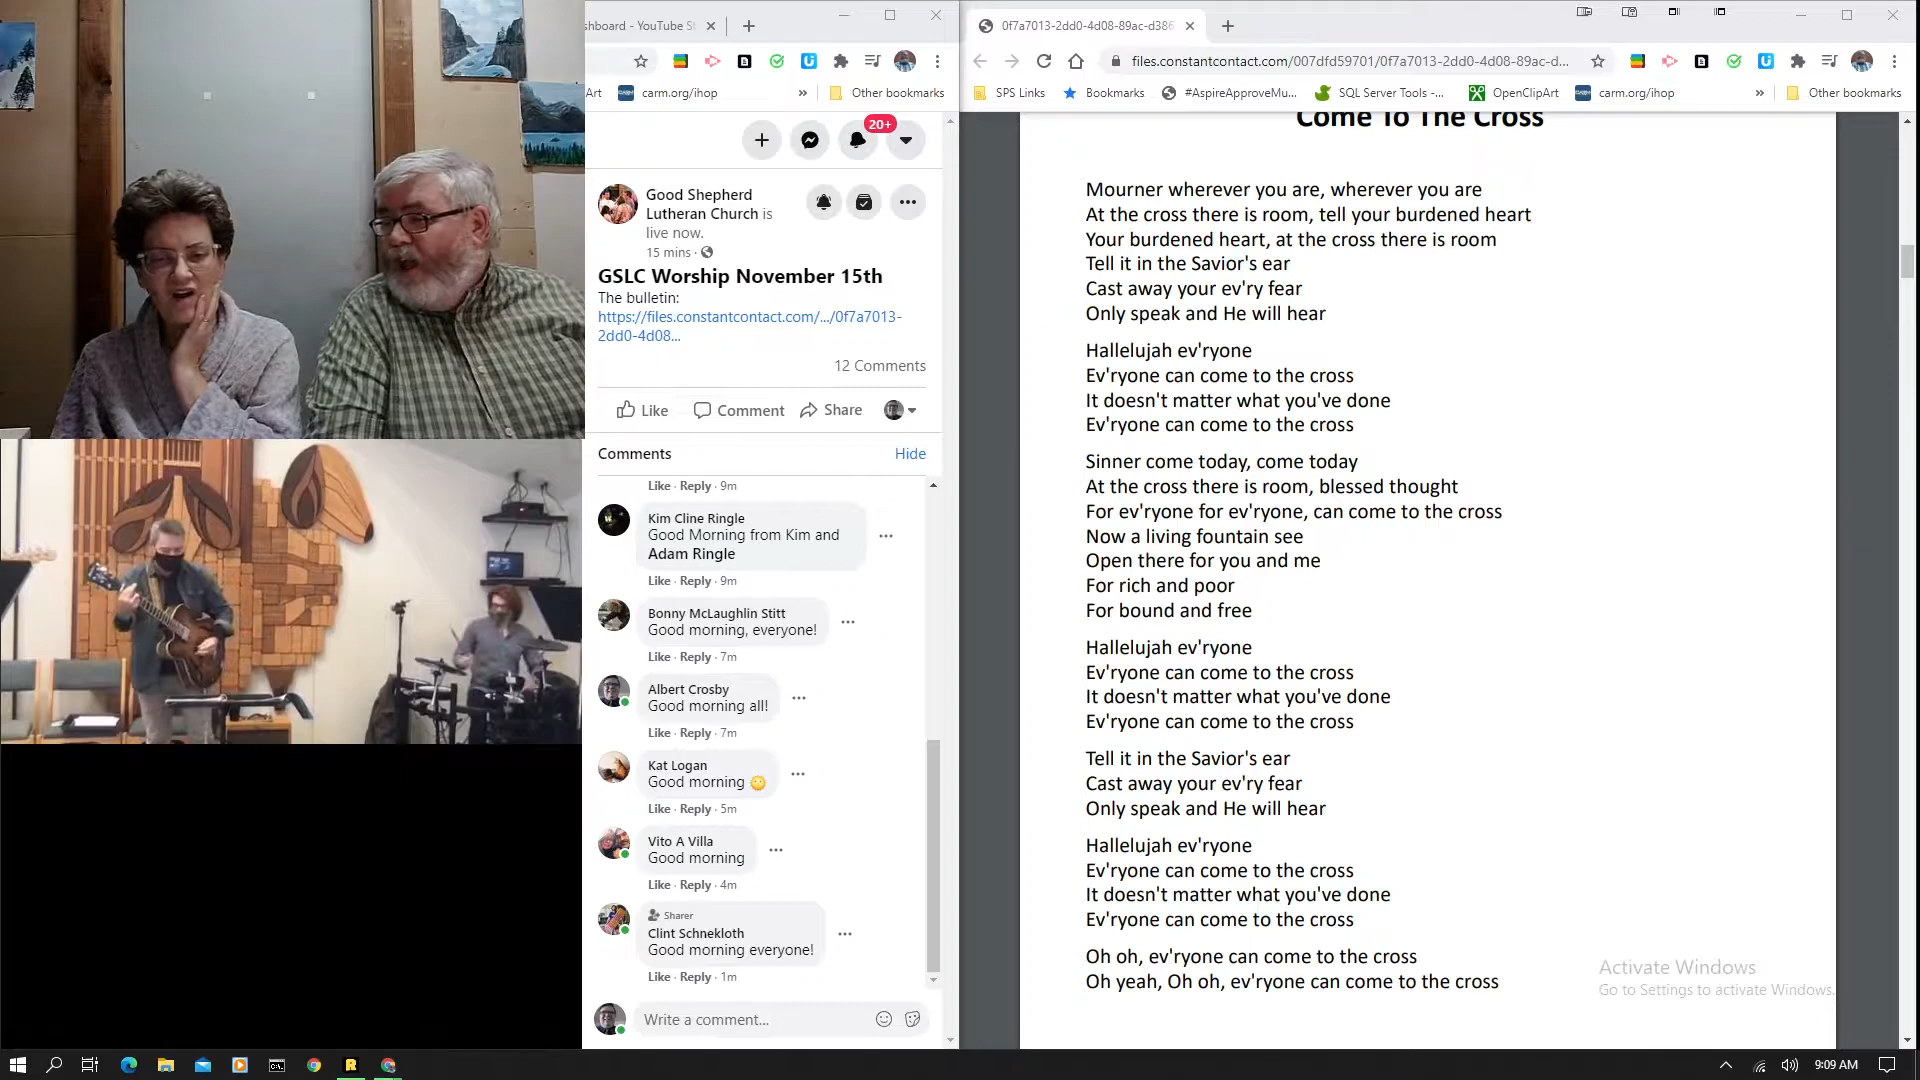 shboard - YouTube St
Art
carm.org/ihop
»
Other bookmarks
20+
Good Shepherd
Lutheran Church is
live now.
15 mins ·
GSLC Worship November 15th
The bulletin:
https://files.constantcontact.com/.../0f7a7013-
2dd0-4d08...
12 Comments
Like
Comment
Share
Comments
Hide
Like · Reply · 9m
Kim Cline Ringle
Good Morning from Kim and
Adam Ringle
Like · Reply · 9m
Bonny McLaughlin Stitt
Good morning, everyone!
Like · Reply · 7m
Albert Crosby
Good morning all!
Like · Reply · 7m
Kat Logan
Good morning
Like · Reply · 5m
Vito A Villa
Good morning
Like · Reply · 4m
Sharer
Clint Schnekloth
Good morning everyone!
Like · Reply · 1m
Write a comment...
0f7a7013-2dd0-4d08-89ac-d386
files.constantcontact.com/007dfd59701/0f7a7013-2dd0-4d08-89ac-d...
SPS Links
Bookmarks
#AspireApproveMu...
SQL Server Tools -...
OpenClipArt
carm.org/ihop
»
Other bookmarks
Come To The Cross
Mourner wherever you are, wherever you are
At the cross there is room, tell your burdened heart
Your burdened heart, at the cross there is room
Tell it in the Savior's ear
Cast away your ev'ry fear
Only speak and He will hear
Hallelujah ev'ryone
Ev'ryone can come to the cross
It doesn't matter what you've done
Ev'ryone can come to the cross
Sinner come today, come today
At the cross there is room, blessed thought
For ev'ryone for ev'ryone, can come to the cross
Now a living fountain see
Open there for you and me
For rich and poor
For bound and free
Hallelujah ev'ryone
Ev'ryone can come to the cross
It doesn't matter what you've done
Ev'ryone can come to the cross
Tell it in the Savior's ear
Cast away your ev'ry fear
Only speak and He will hear
Hallelujah ev'ryone
Ev'ryone can come to the cross
It doesn't matter what you've done
Ev'ryone can come to the cross
Oh oh, ev'ryone can come to the cross
Oh yeah, Oh oh, ev'ryone can come to the cross
Activate Windows
Go to Settings to activate Windows.
9:09 AM